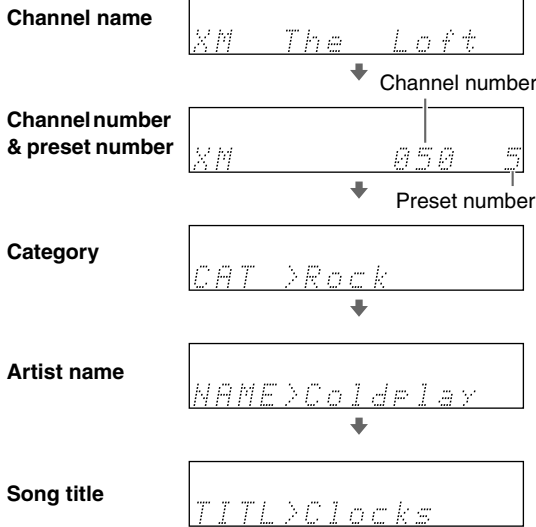 Channel name
XM The Loft
Channel number
Channel number
& preset number
XM 050 5
Preset number
Category
CAT >Rock
Artist name
NAME>Coldplay
Song title
TITL>Clocks